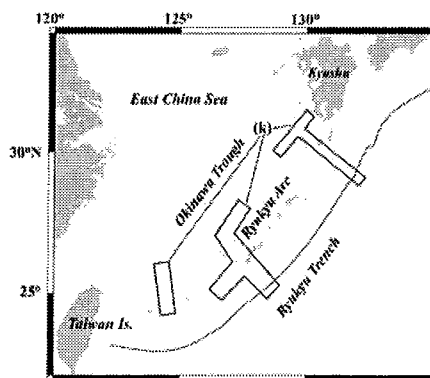 120° 125° 130°
Kyushu
East China Sea
(k)
30°N
Okinawa Trough
Ryukyu Arc
Ryukyu Trench
25°
Taiwan Is.